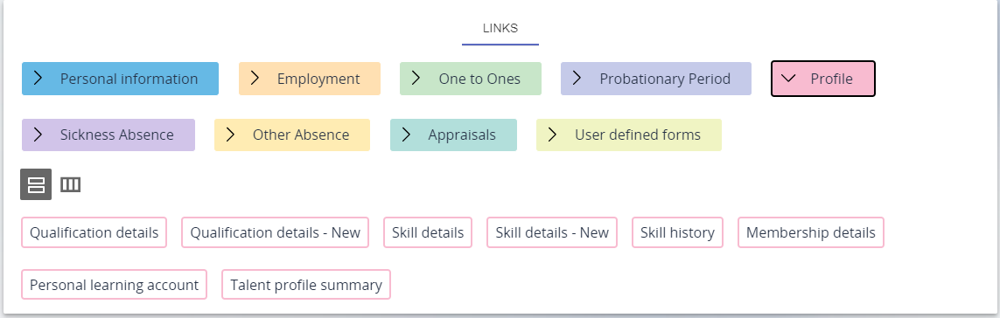 LINKS
Personal information Employment One to Ones Probationary Period Profile
Sickness Absence Other Absence Appraisals User defined forms
Qualification details Qualification details - New Skill details Skill details - New Skill history Membership details
Personal learning account Talent profile summary